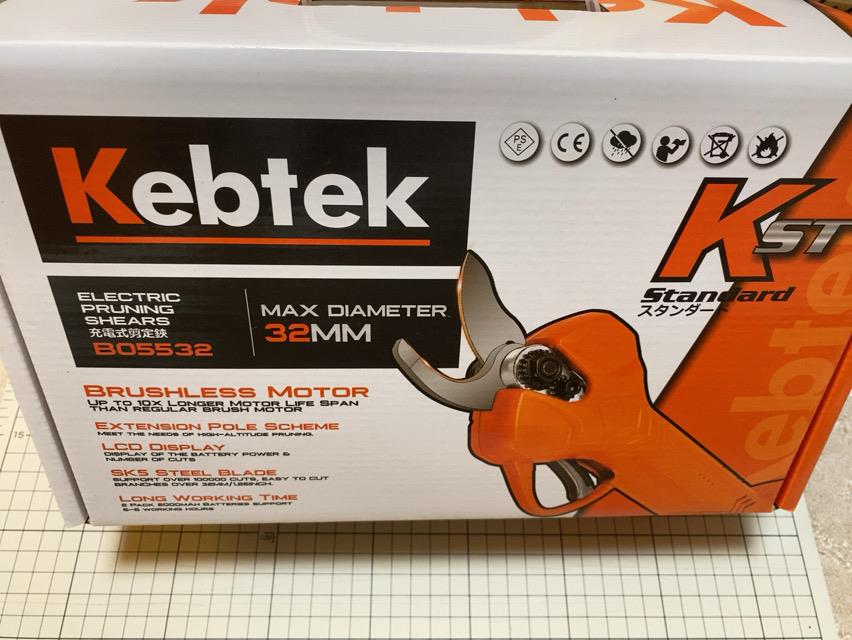 Kebtek
PS
E
CE
K ST
Standard
スタンダード
ELECTRIC
PRUNING
SHEARS
充電式剪定鋏
BO5532
MAX DIAMETER
32MM
BRUSHLESS MOTOR
UP TO 10X LONGER MOTOR LIFE SPAN
THAN REGULAR BRUSH MOTOR
EXTENSION POLE SCHEME
MEET THE NEEDS OF HIGH-ALTITUDE PRUNING.
LCD DISPLAY
DISPLAY OF THE BATTERY POWER &
NUMBER OF CUTS
SK5 STEEL BLADE
SUPPORT OVER 100000 CUTS, EASY TO CUT
BRANCHES OVER 32MM/1.25INCH.
LONG WORKING TIME
2 PACK 2000MAH BATTERIES SUPPORT
6-8 WORKING HOURS
15